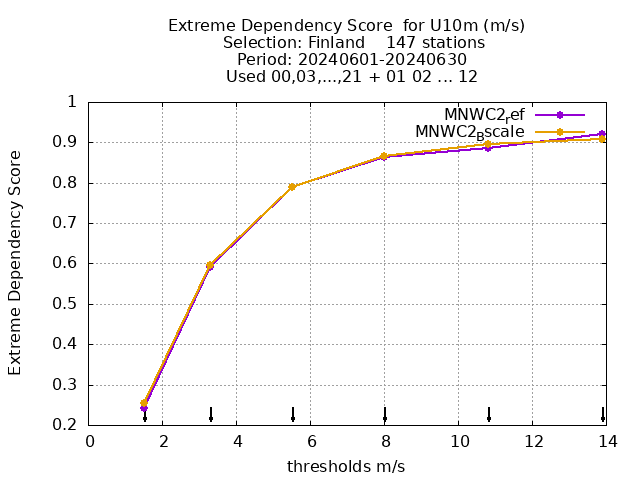 Extreme Dependency Score  for U10m (m/s)
Selection: Finland    147 stations
Period: 20240601-20240630
Used 00,03,...,21 + 01 02 ... 12
MNWC2ref
MNWC2Bscale
Extreme Dependency Score
1
0.9
0.8
0.7
0.6
0.5
0.4
0.3
0.2
0 2 4 6 8 10 12 14
thresholds m/s